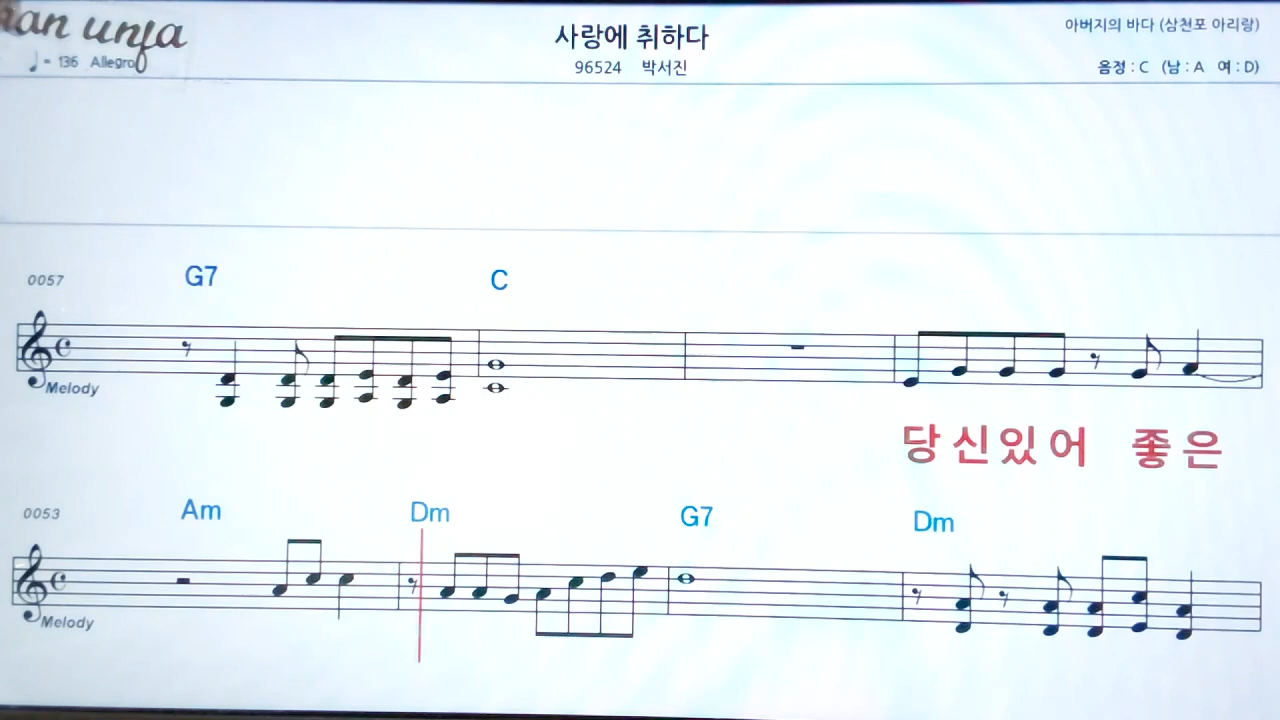 사랑에 취하다
아버지의 바다 (삼천포 아리랑)
♩= 136 Allegro
96524 박서진
음정 : C (남 : A 여 : D)
0057 G7 C
Melody
당신있어 좋은
0053 Am Dm G7 Dm
Melody